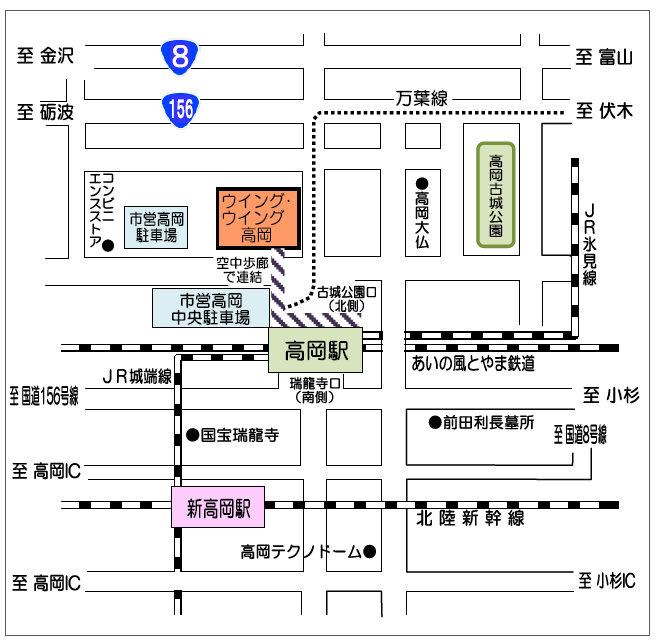 至 金沢
8
至 富山
至 砺波
156
万葉線
至 伏木
コンビニ
エンスストア
市営高岡
駐車場
ウイング・
ウイング
高岡
高岡大仏
高岡古城公園
JR氷見線
空中歩廊
で連結
古城公園口
(北側)
市営高岡
中央駐車場
高岡駅
あいの風とやま鉄道
JR城端線
瑞龍寺口
(南側)
至 国道156号線
至 小杉
国宝瑞龍寺
前田利長墓所
至 国道8号線
至 高岡IC
新高岡駅
北陸新幹線
高岡テクノドーム
至 高岡IC
至 小杉IC